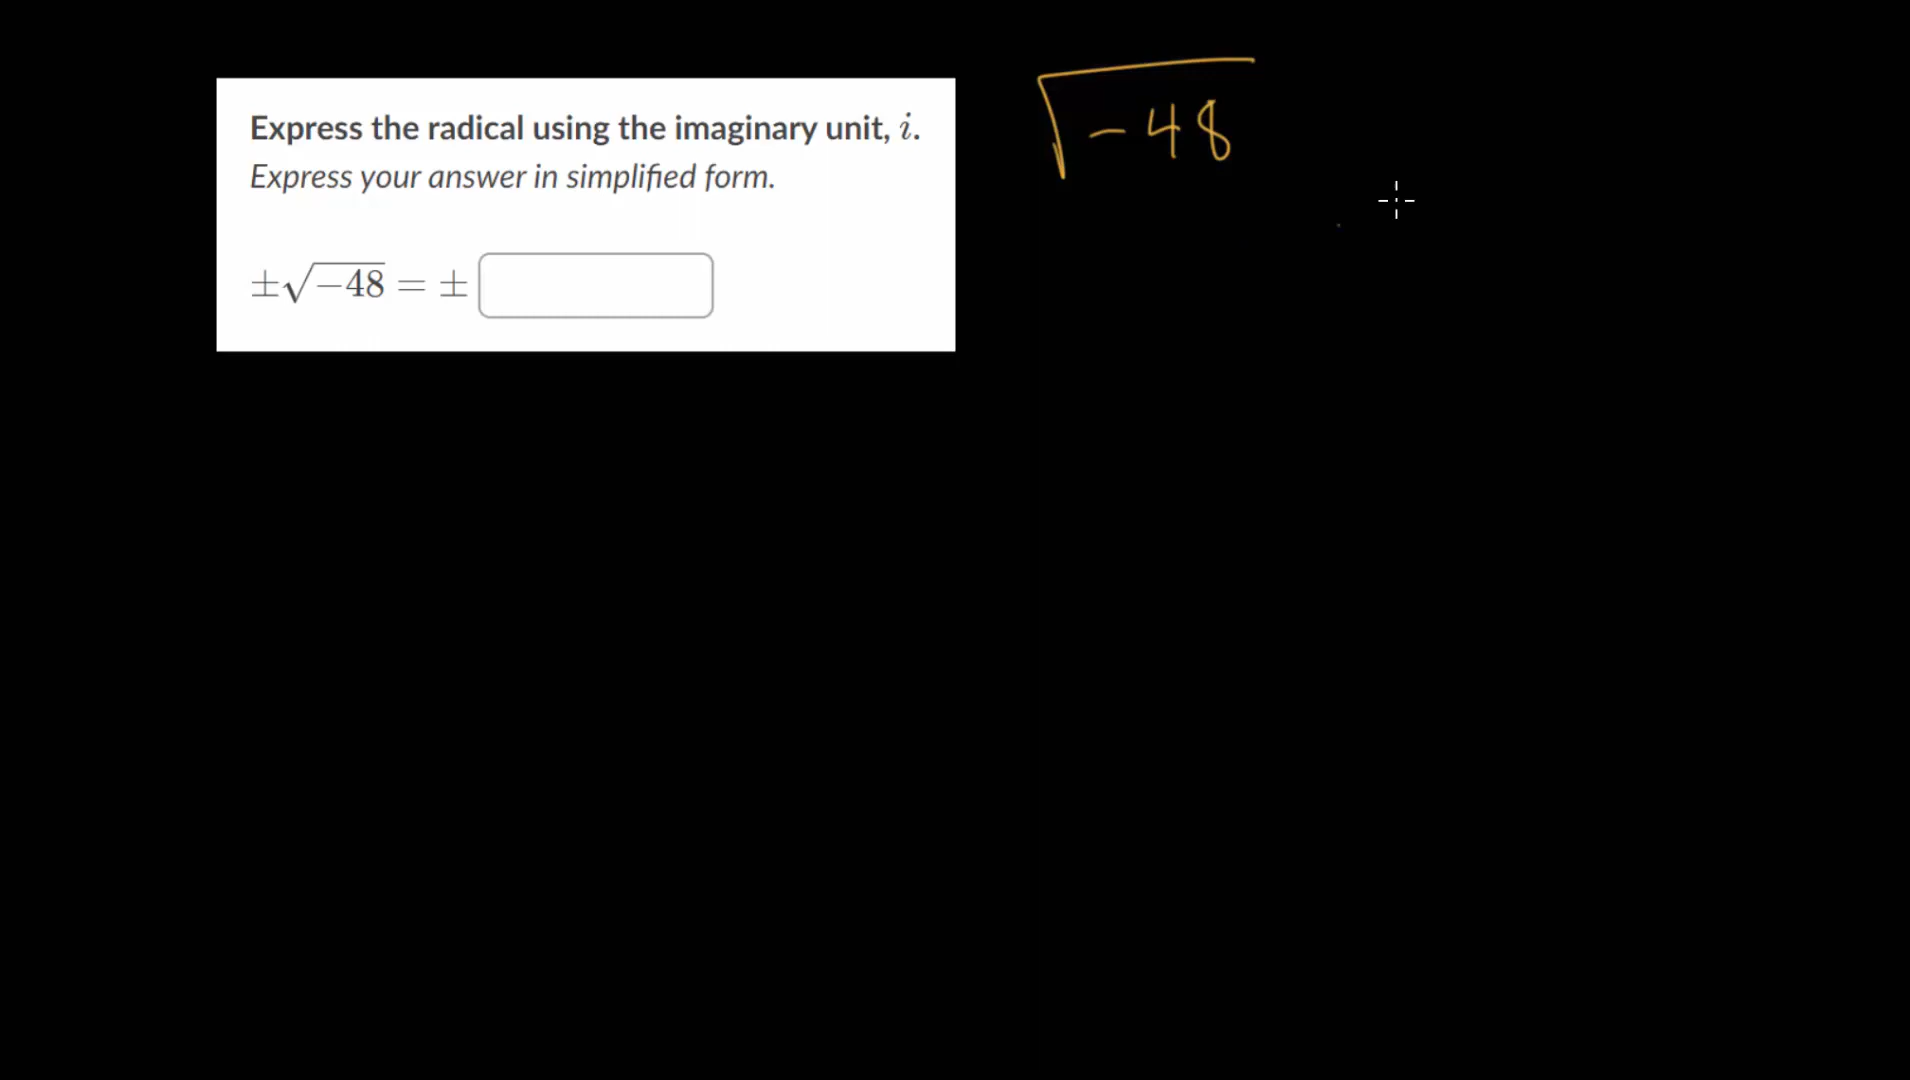 Express the radical using the imaginary unit, i.
Express your answer in simplified form.
±√−48 = ±
√−48